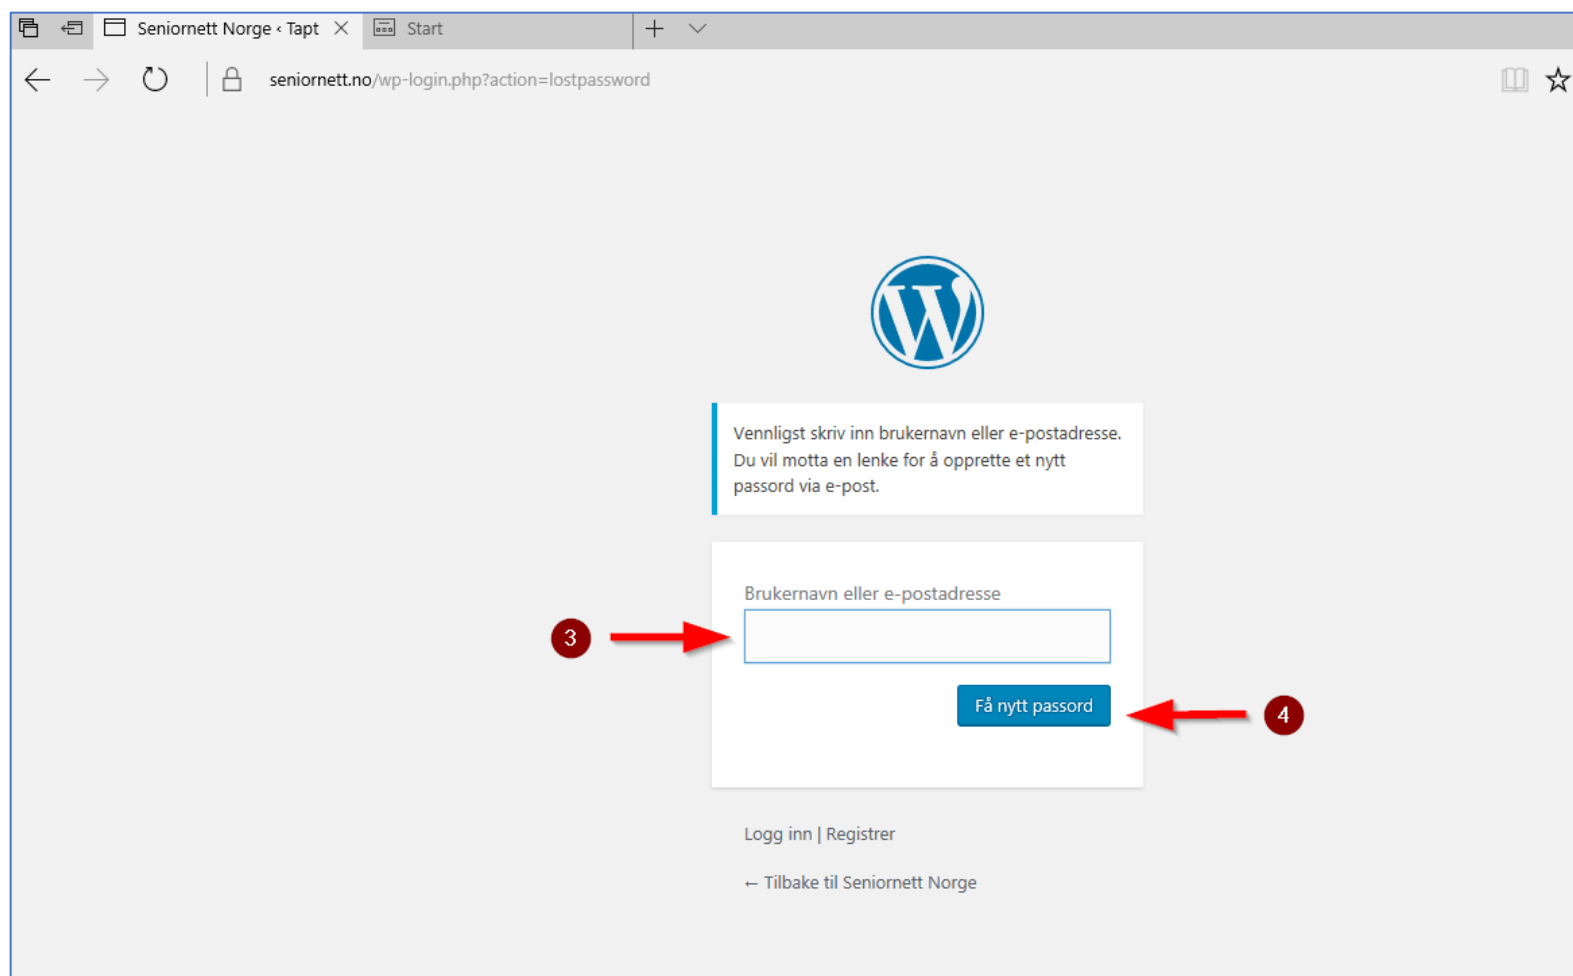 Seniornett Norge ‹ Tapt
Start
seniornett.no/wp-login.php?action=lostpassword
Vennligst skriv inn brukernavn eller e-postadresse.
Du vil motta en lenke for å opprette et nytt
passord via e-post.
Brukernavn eller e-postadresse
3
Få nytt passord
4
Logg inn | Registrer
← Tilbake til Seniornett Norge